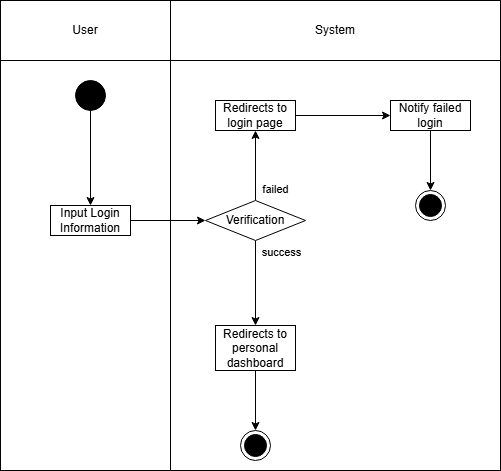 User
System
Redirects to
login page
Notify failed
login
failed
Input Login
Information
Verification
success
Redirects to
personal
dashboard